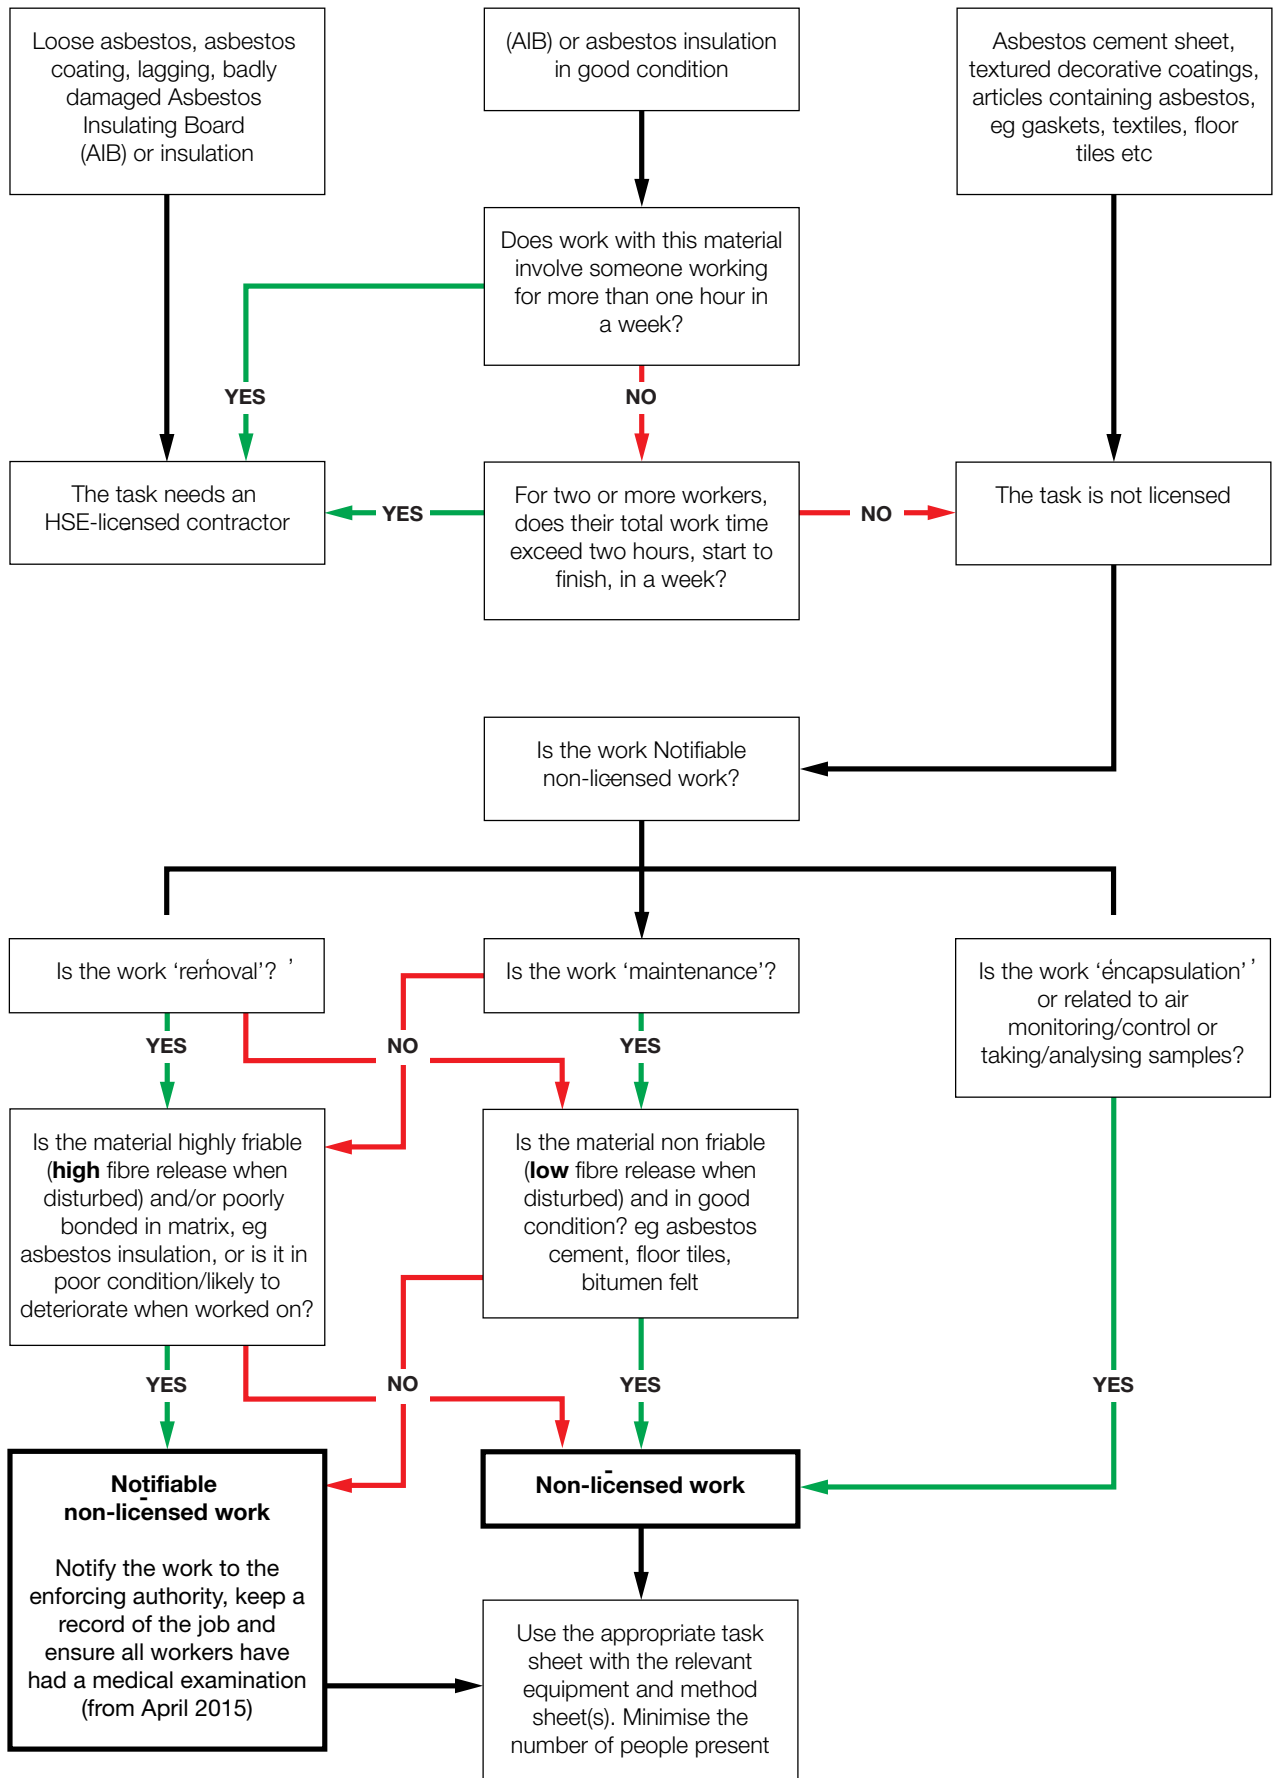 Loose asbestos, asbestos
coating, lagging, badly
damaged Asbestos
Insulating Board
(AIB) or insulation
(AIB) or asbestos insulation
in good condition
Asbestos cement sheet,
textured decorative coatings,
articles containing asbestos,
eg gaskets, textiles, floor
tiles etc
Does work with this material
involve someone working
for more than one hour in
a week?
YES
NO
The task needs an
HSE-licensed contractor
YES
For two or more workers,
does their total work time
exceed two hours, start to
finish, in a week?
NO
The task is not licensed
Is the work Notifiable
non-licensed work?
Is the work ‘removal’? ’
Is the work ‘maintenance’?
Is the work ‘encapsulation’ ’
or related to air
monitoring/control or
taking/analysing samples?
YES
NO
YES
Is the material highly friable
(high fibre release when
disturbed) and/or poorly
bonded in matrix, eg
asbestos insulation, or is it in
poor condition/likely to
deteriorate when worked on?
Is the material non friable
(low fibre release when
disturbed) and in good
condition? eg asbestos
cement, floor tiles,
bitumen felt
YES
NO
YES
YES
Notifiable
non-licensed work
Notify the work to the
enforcing authority, keep a
record of the job and
ensure all workers have
had a medical examination
(from April 2015)
Non-licensed work
Use the appropriate task
sheet with the relevant
equipment and method
sheet(s). Minimise the
number of people present